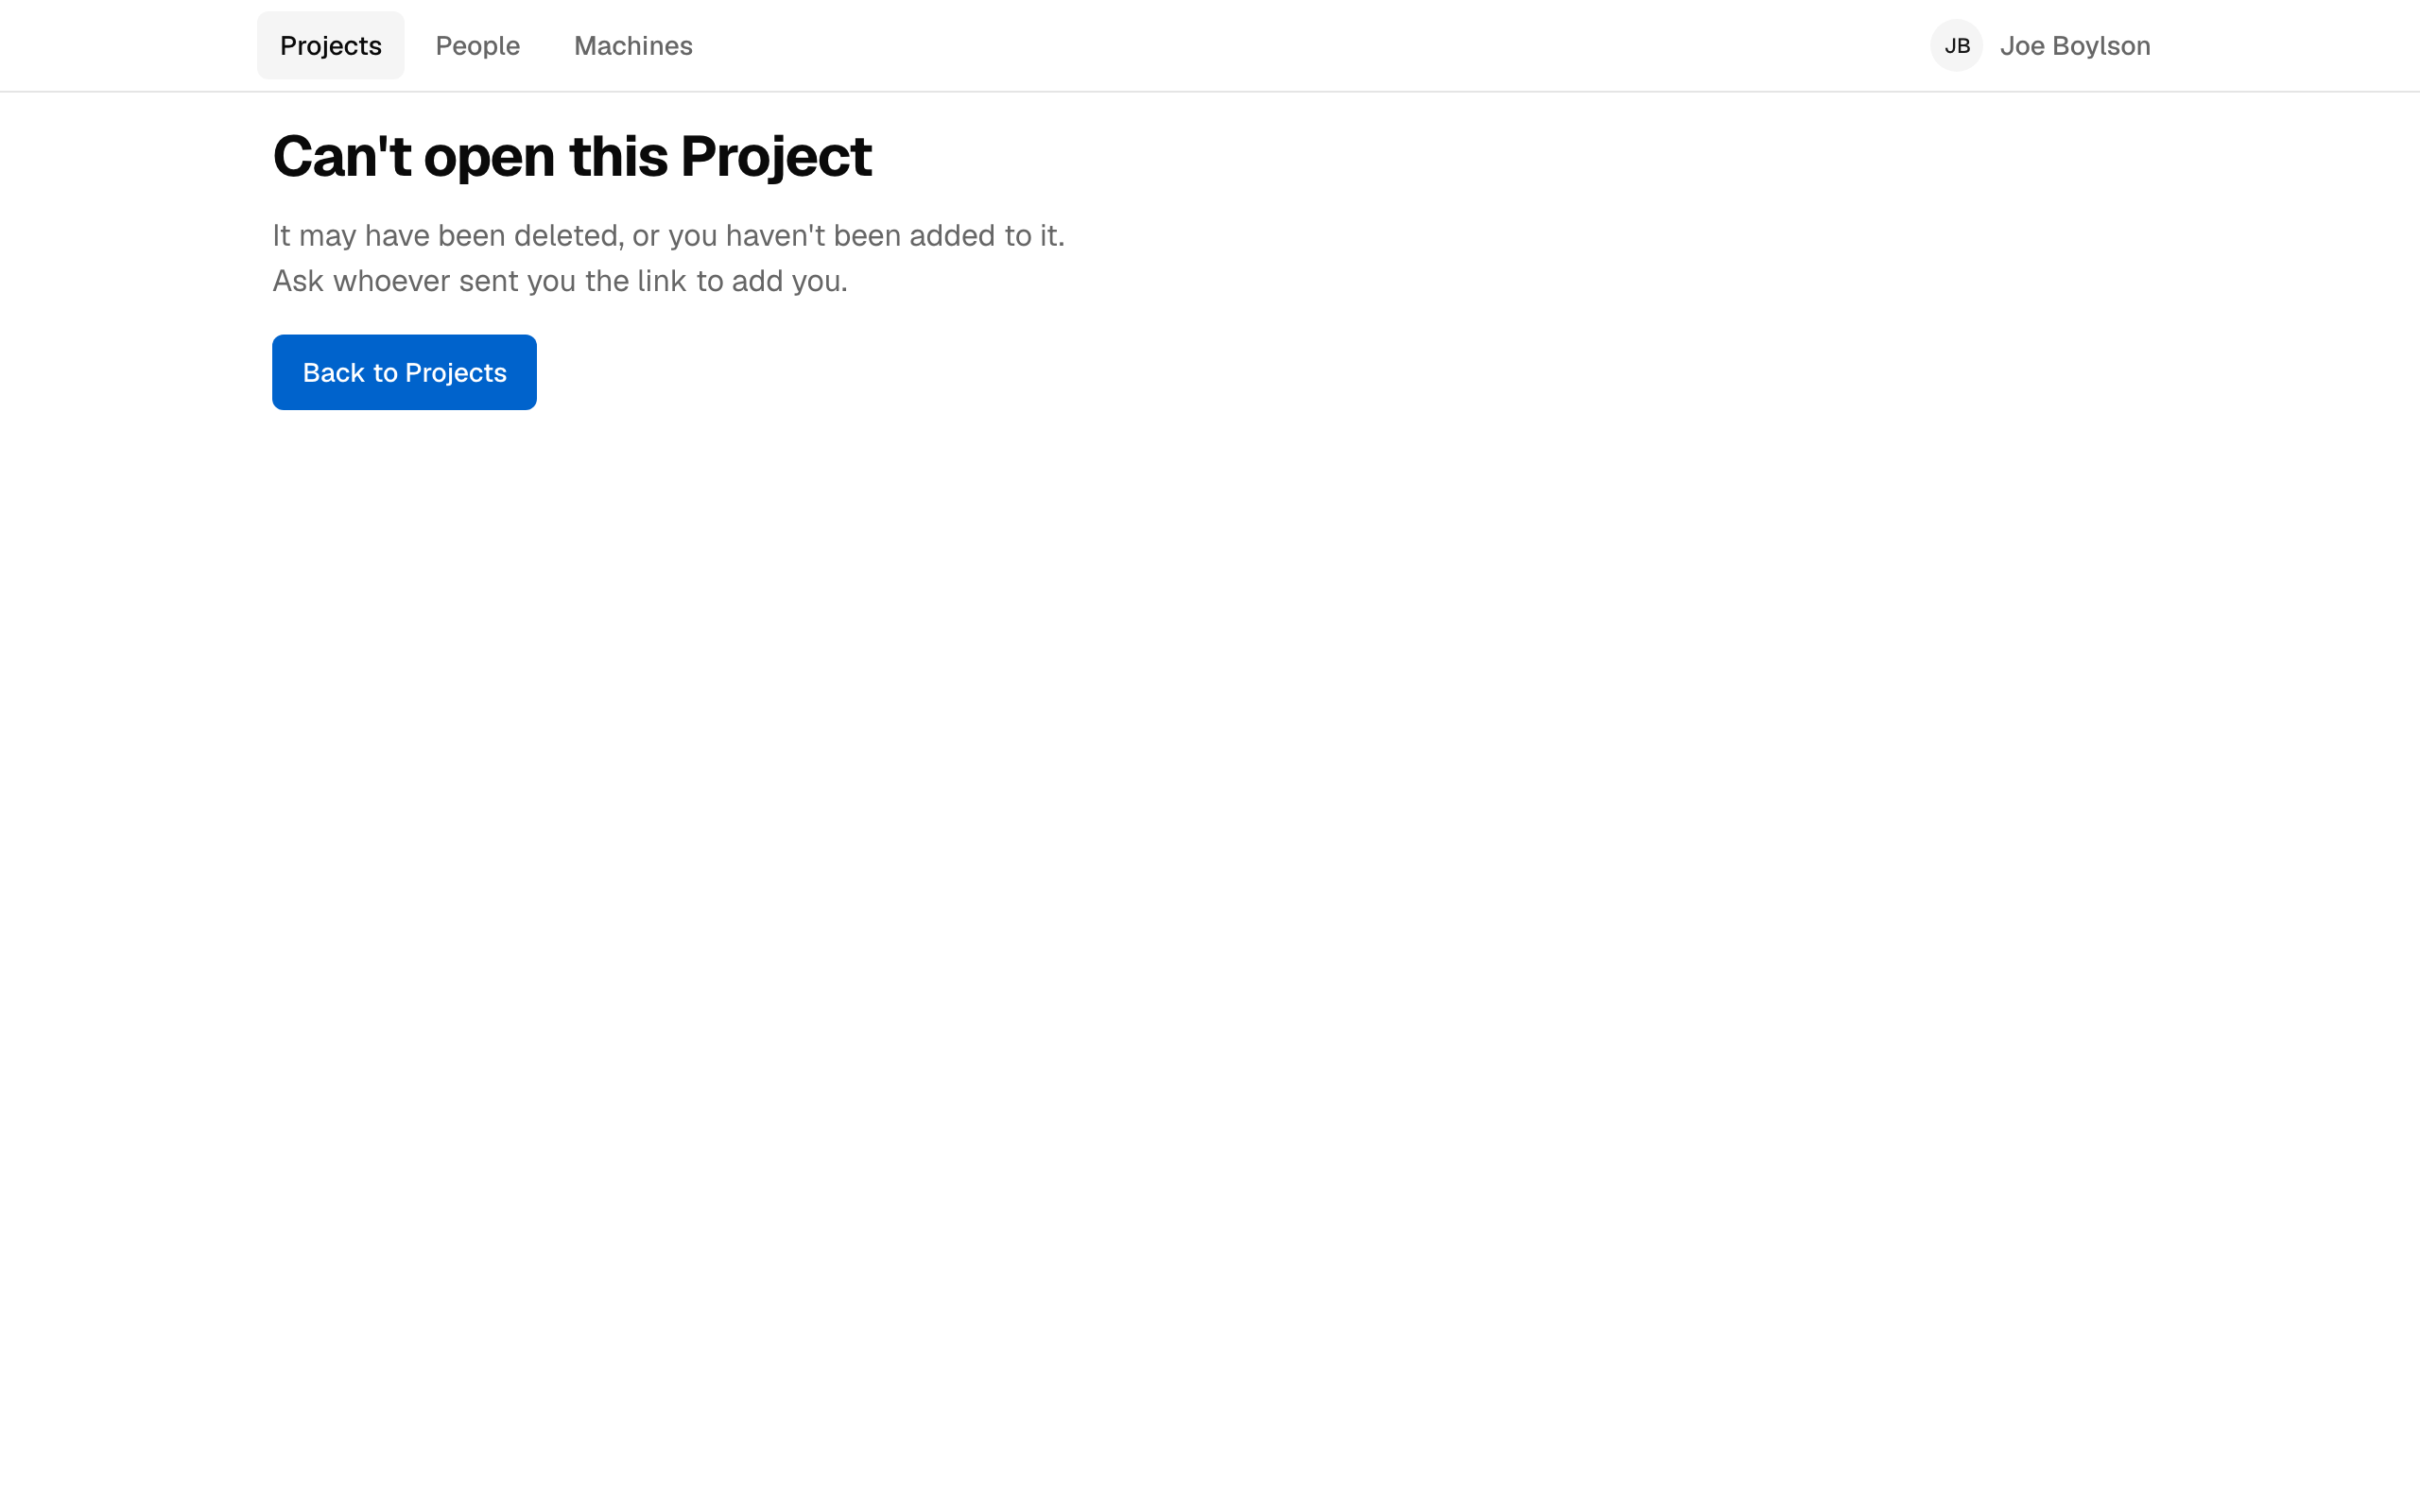 Projects People Machines JB Joe Boylson
Can't open this Project
It may have been deleted, or you haven't been added to it.
Ask whoever sent you the link to add you.
Back to Projects